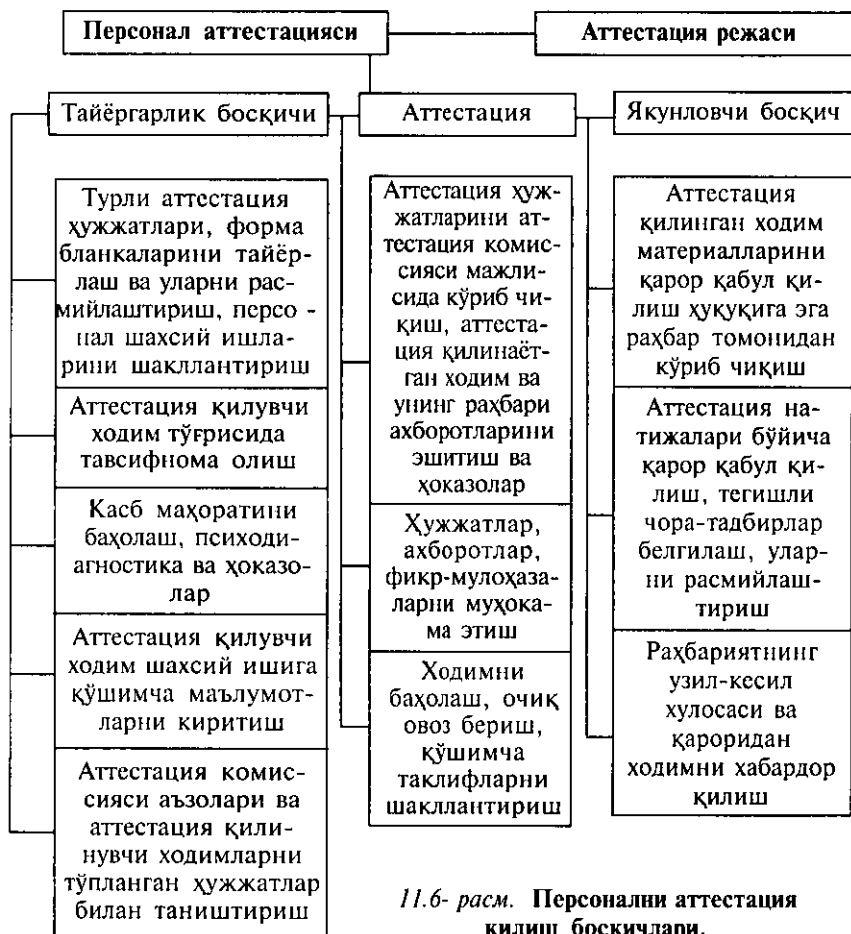 Персонал аттестацияси
Аттестация режаси
Тайёргарлик босқичи
Аттестация
Якунловчи босқич
Турли аттестация
ҳужжатлари, форма
бланкаларини тайёр-
лаш ва уларни рас-
мийлаштириш, персо -
нал шахсий ишла-
рини шакллантириш
Аттестация қилувчи
ходим тўғрисида
тавсифнома олиш
Касб маҳоратини
баҳолаш, психоди-
агностика ва ҳоказо-
лар
Аттестация қилувчи
ходим шахсий ишига
қўшимча маълумот-
ларни киритиш
Аттестация комис-
сияси аъзолари ва
аттестация қили-
нувчи ходимларни
тўпланган ҳужжатлар
билан таништириш
Аттестация ҳуж-
жатларини ат-
тестация комис-
сияси мажли-
сида кўриб чи-
қиш, аттеста-
ция қилинаёт-
ган ходим ва
унинг раҳбари
ахборотларини
эшитиш ва
ҳоказолар
Ҳужжатлар,
ахборотлар,
фикр-мулоҳаза-
ларни муҳока-
ма этиш
Ходимни
баҳолаш, очиқ
овоз бериш,
қўшимча
таклифларни
шакллантириш
Аттестация
қилинган ходим
материалларини
қарор қабул қи-
лиш ҳуқуқига эга
раҳбар томонидан
кўриб чиқиш
Аттестация на-
тижалари бўйича
қарор қабул қи-
лиш, тегишли
чора-тадбирлар
белгилаш, улар-
ни расмийлаш-
тириш
Раҳбариятнинг
узил-кесил
хулосаси ва
қароридан
ходимни хабардор
қилиш
11.6- расм. Персонални аттестация
қилиш босқичлари.